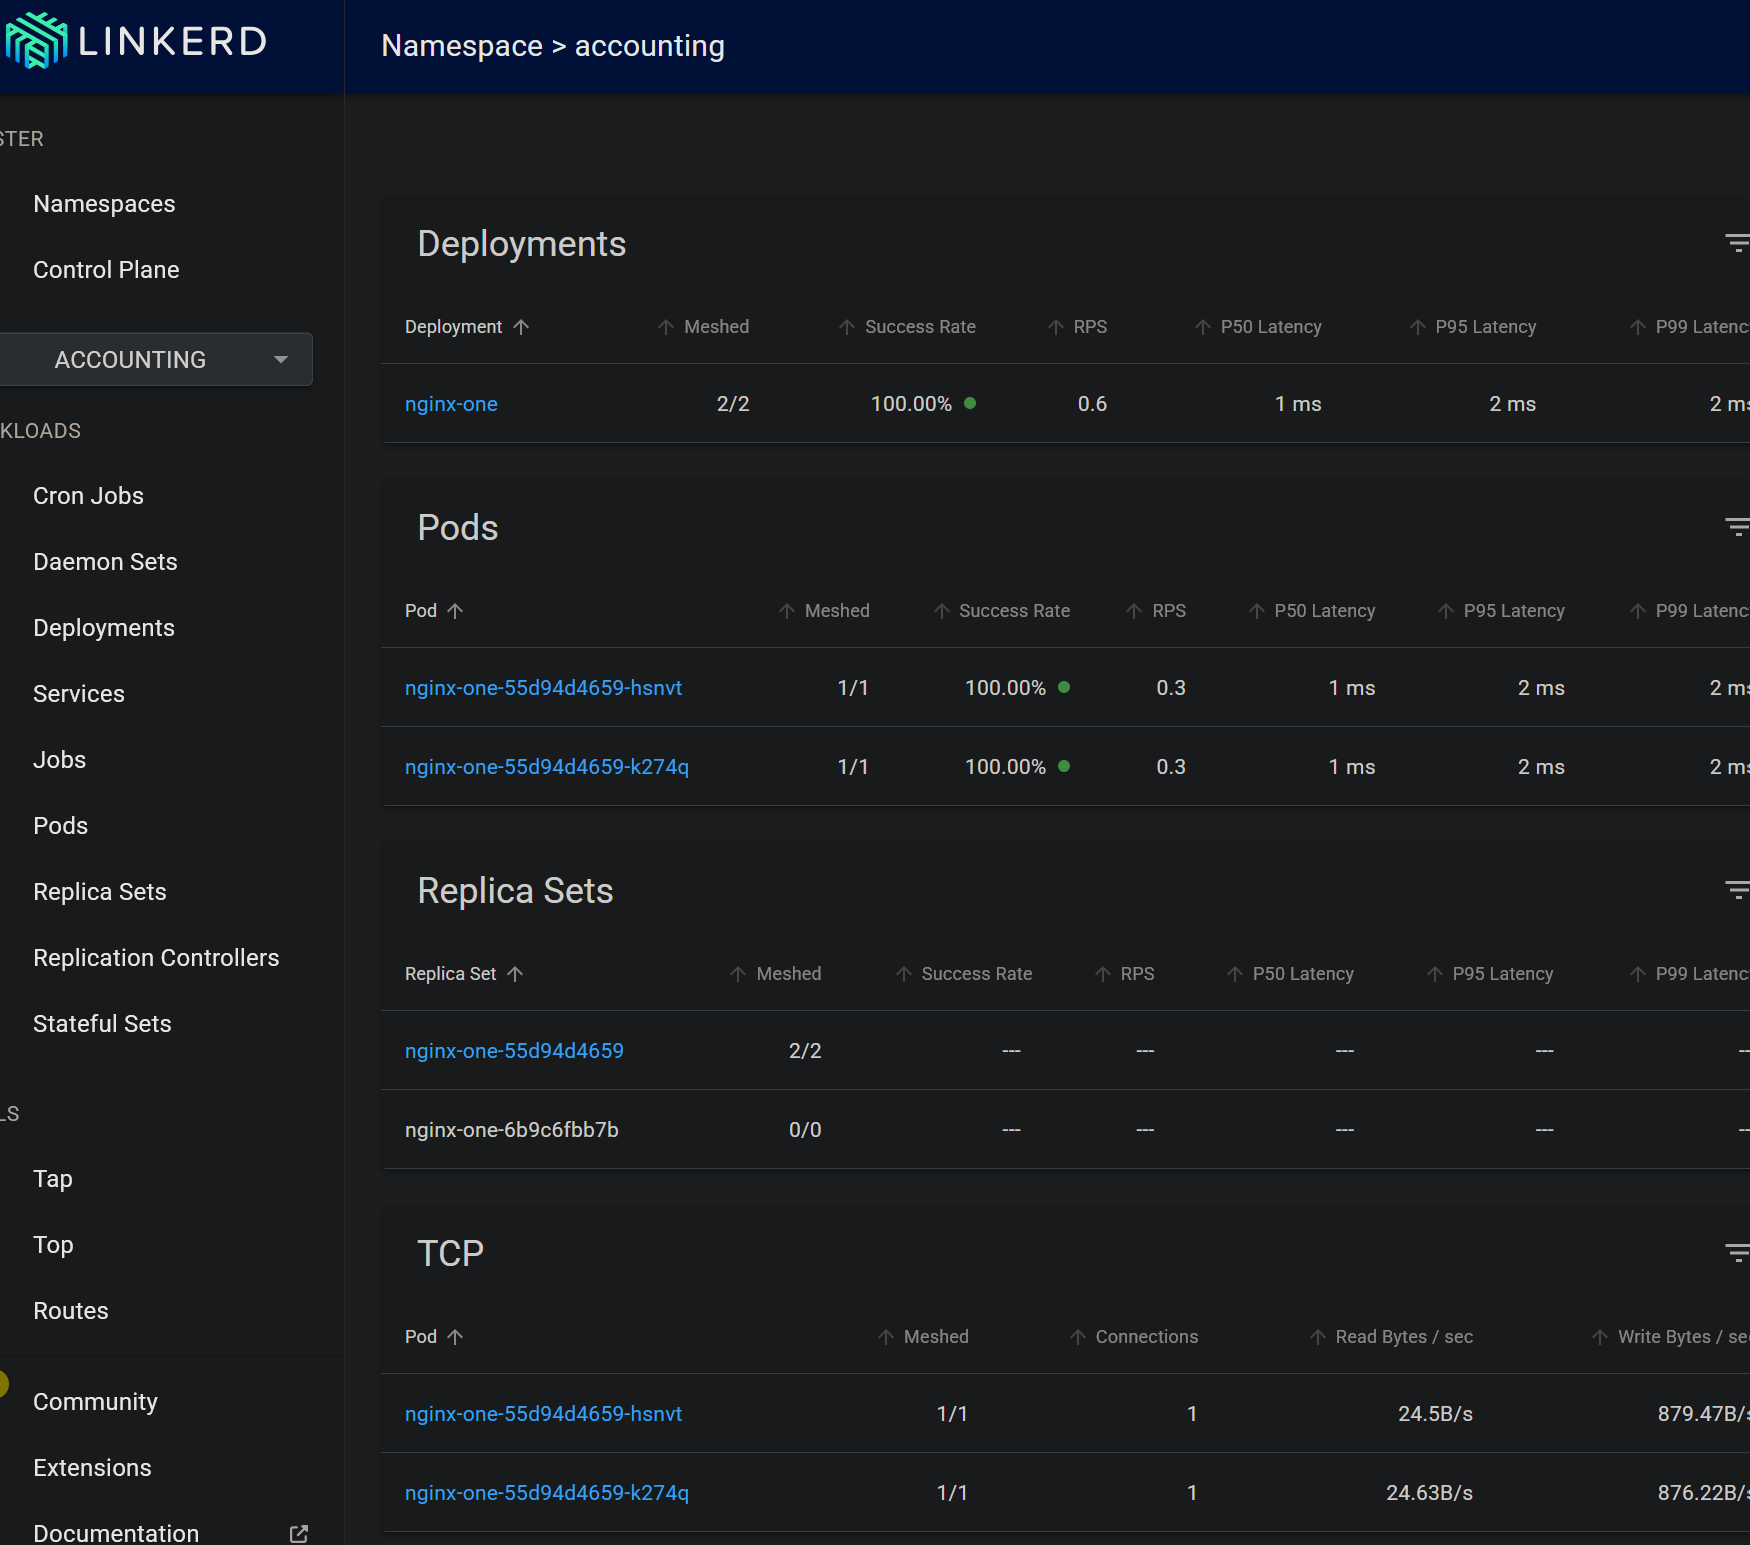 LINKERD
Namespace > accounting
STER
Namespaces
Control Plane
ACCOUNTING
KLOADS
Cron Jobs
Daemon Sets
Deployments
Services
Jobs
Pods
Replica Sets
Replication Controllers
Stateful Sets
LS
Tap
Top
Routes
Community
Extensions
Documentation
Deployments
Deployment Meshed Success Rate RPS P50 Latency P95 Latency P99 Latenc
nginx-one 2/2 100.00% 0.6 1 ms 2 ms 2 ms
Pods
Pod Meshed Success Rate RPS P50 Latency P95 Latency P99 Latenc
nginx-one-55d94d4659-hsnvt 1/1 100.00% 0.3 1 ms 2 ms 2 ms
nginx-one-55d94d4659-k274q 1/1 100.00% 0.3 1 ms 2 ms 2 ms
Replica Sets
Replica Set Meshed Success Rate RPS P50 Latency P95 Latency P99 Latenc
nginx-one-55d94d4659 2/2 --- --- --- --- --
nginx-one-6b9c6fbb7b 0/0 --- --- --- --- --
TCP
Pod Meshed Connections Read Bytes / sec Write Bytes / sec
nginx-one-55d94d4659-hsnvt 1/1 1 24.5B/s 879.47B/s
nginx-one-55d94d4659-k274q 1/1 1 24.63B/s 876.22B/s